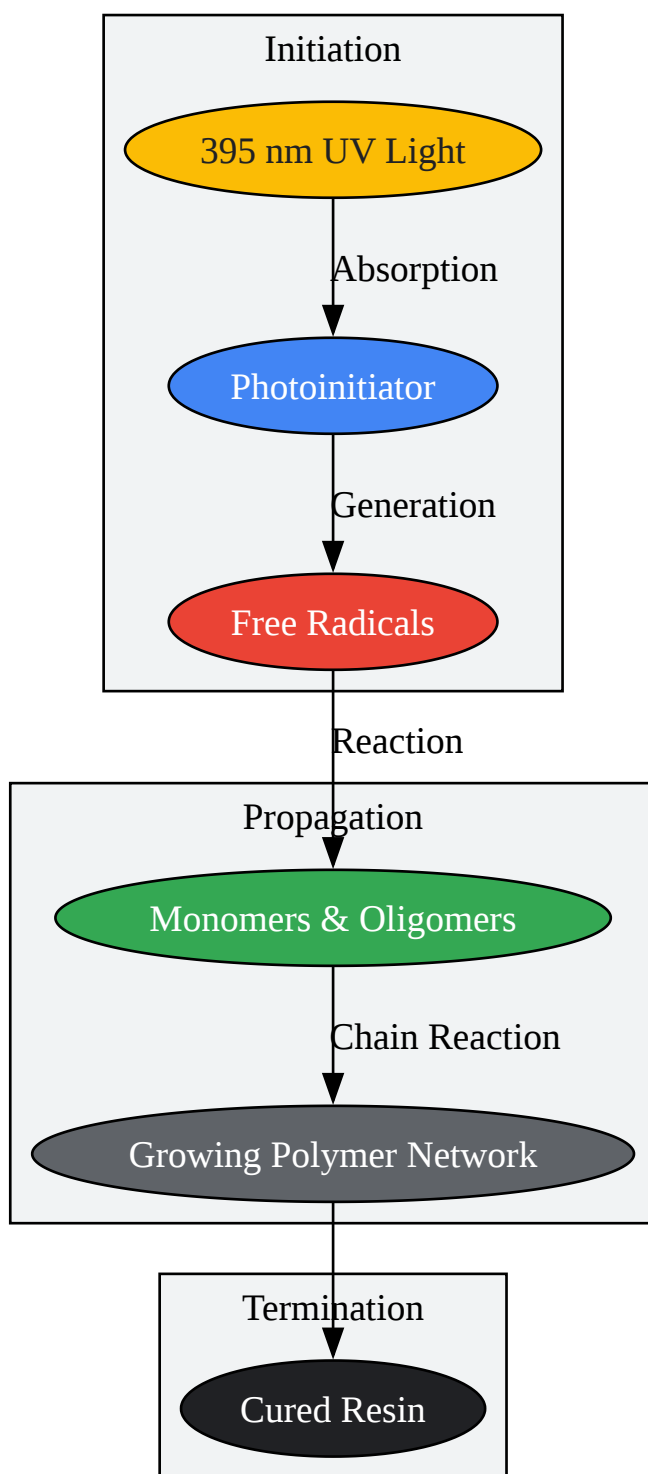 Initiation
395 nm UV Light
Absorption
Photoinitiator
Generation
Free Radicals
Reaction
Propagation
Monomers & Oligomers
Chain Reaction
Growing Polymer Network
Termination
Cured Resin